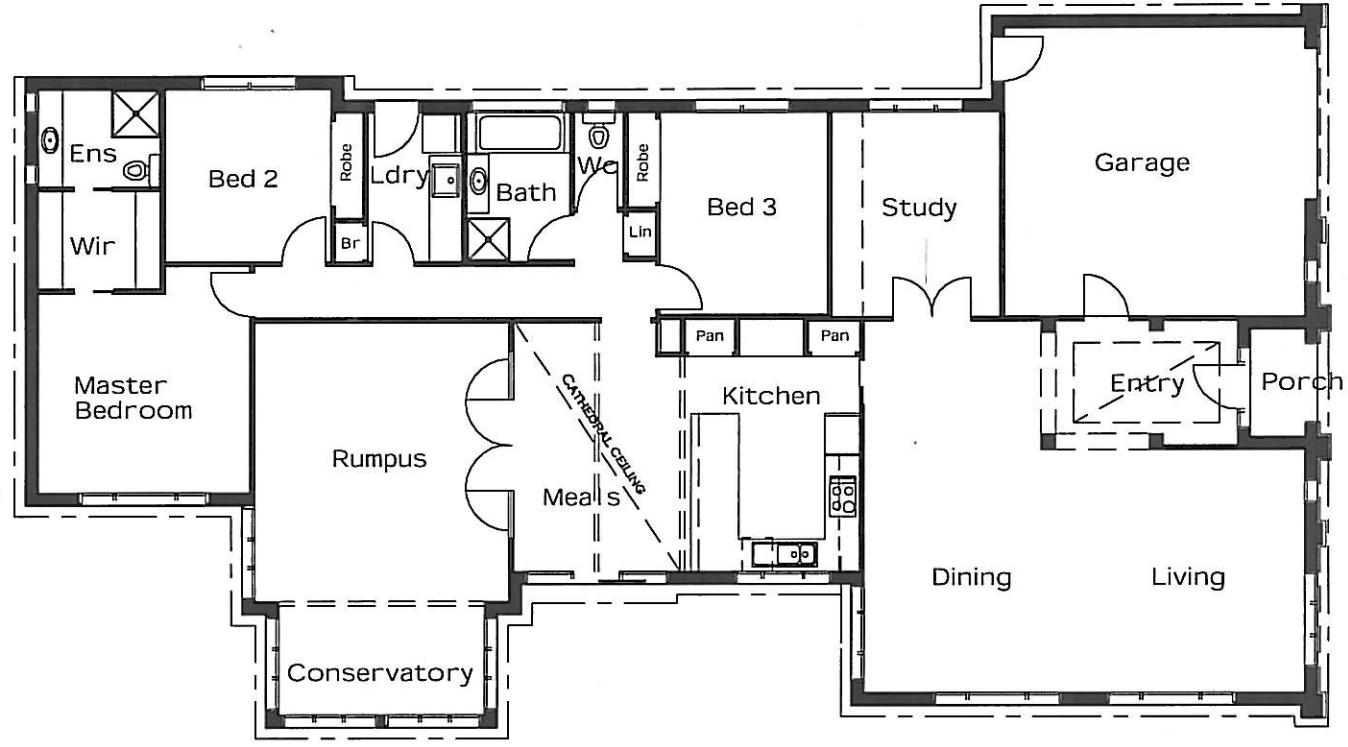 Garage
Ens
Bed 2
Robe
Ldry
Bath
Wc
Robe
Bed 3
Study
Wir
Br
Lin
Master
Bedroom
Rumpus
CATHEDRAL CEILING
Meals
Pan
Pan
Kitchen
Entry
Porch
Dining
Living
Conservatory